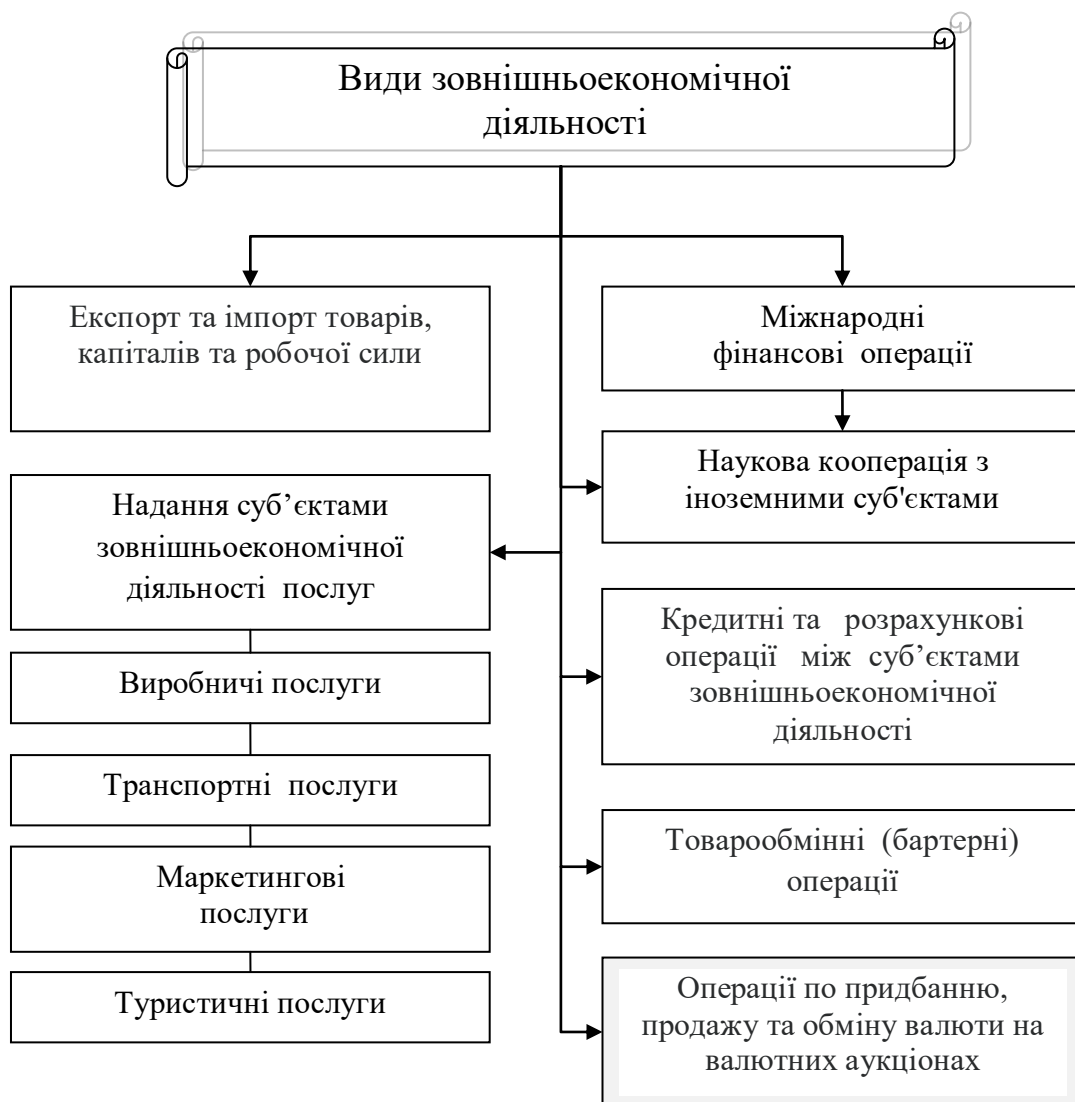 Види зовнішньоекономічної
діяльності
Експорт та імпорт товарів,
капіталів та робочої сили
Міжнародні
фінансові операції
Наукова кооперація з
іноземними суб'єктами
Надання суб’єктами
зовнішньоекономічної
діяльності послуг
Кредитні та розрахункові
операції між суб’єктами
зовнішньоекономічної
діяльності
Виробничі послуги
Транспортні послуги
Маркетингові
послуги
Туристичні послуги
Товарообмінні (бартерні)
операції
Операції по придбанню,
продажу та обміну валюти на
валютних аукціонах